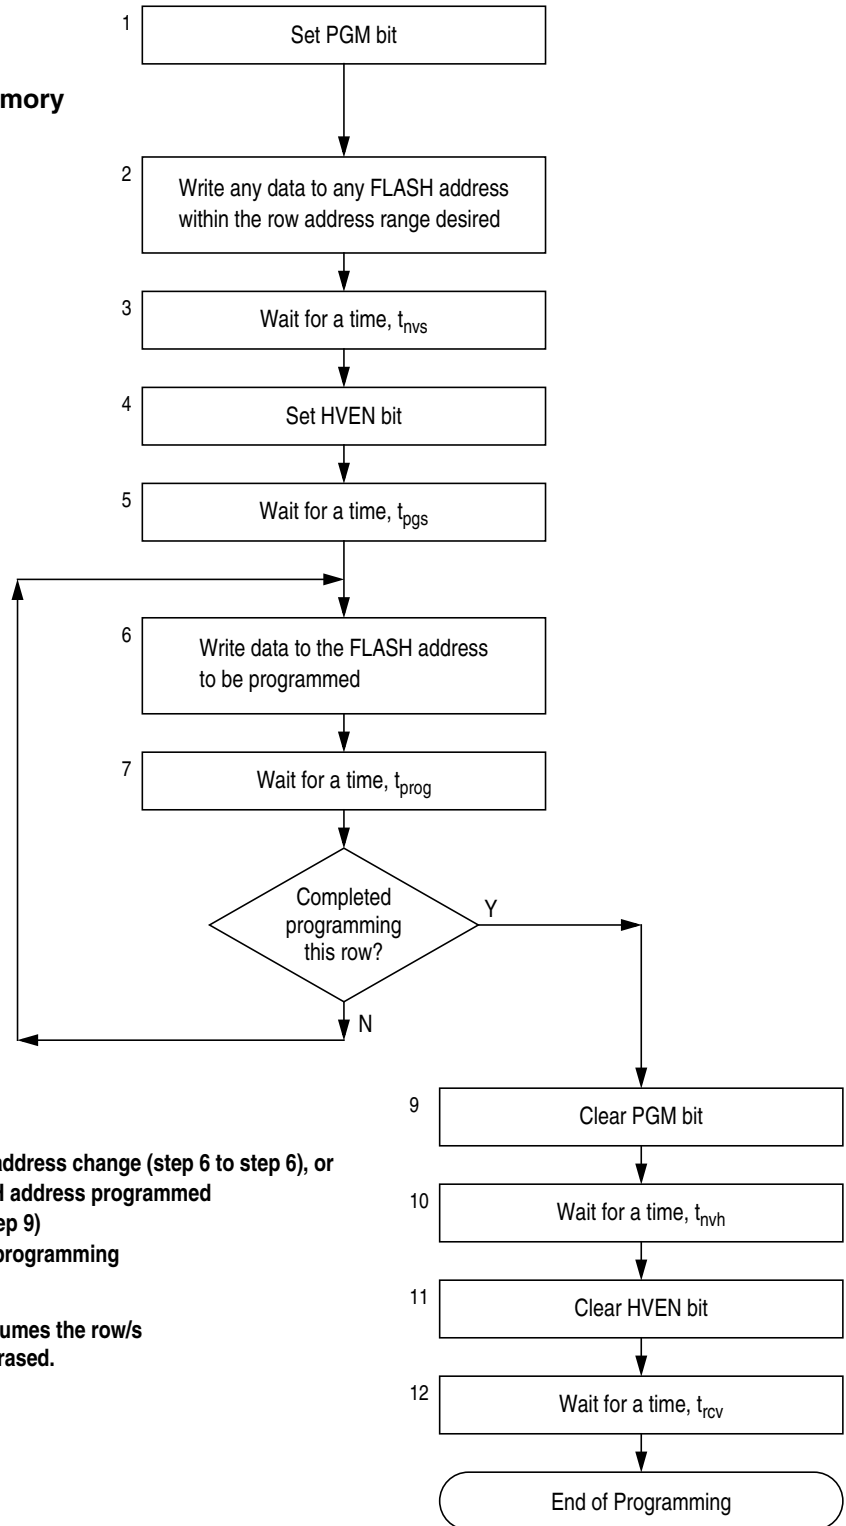 1
Set PGM bit
mory
2
Write any data to any FLASH address
within the row address range desired
3
Wait for a time, tnvs
4
Set HVEN bit
5
Wait for a time, tpgs
6
Write data to the FLASH address
to be programmed
7
Wait for a time, tprog
Completed
programming
this row?
Y
N
9
Clear PGM bit
address change (step 6 to step 6), or
H address programmed
ep 9)
programming
10
Wait for a time, tnvh
11
Clear HVEN bit
umes the row/s
rased.
12
Wait for a time, trcv
End of Programming